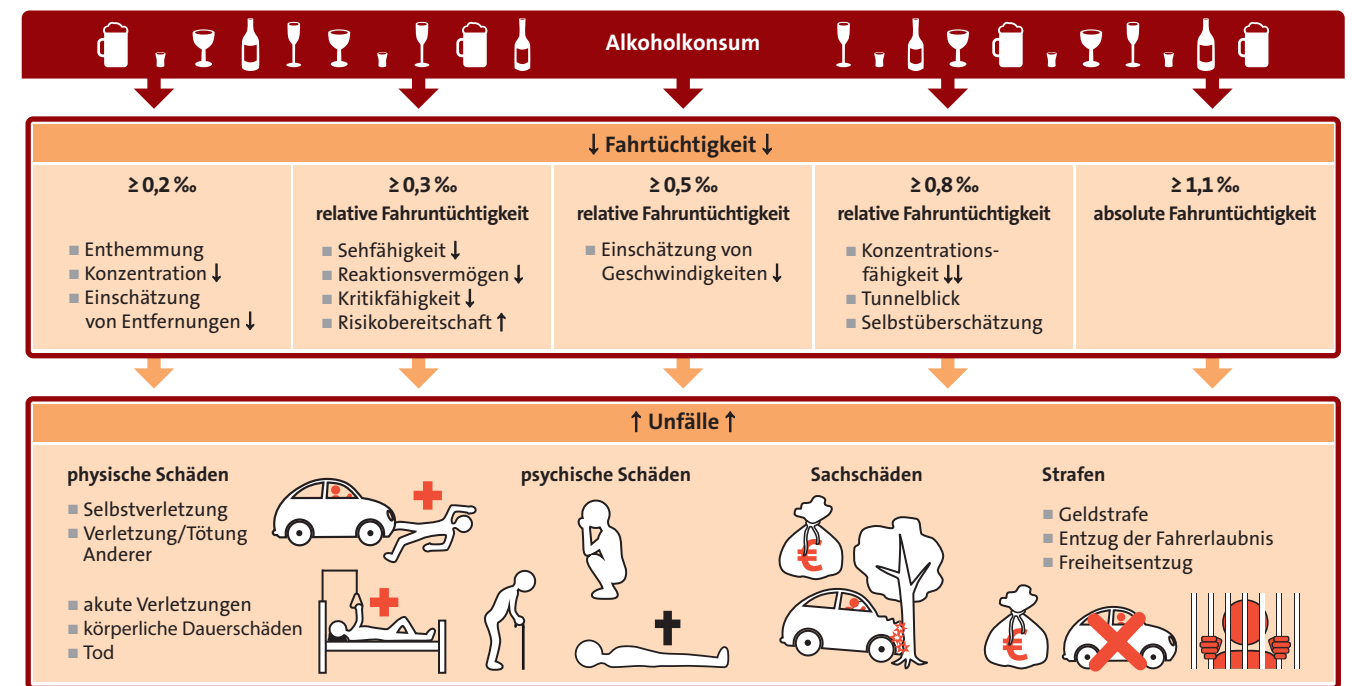 Alkoholkonsum
↓ Fahrtüchtigkeit ↓
≥ 0,2 ‰
■ Enthemmung
■ Konzentration ↓
■ Einschätzung
von Entfernungen ↓
≥ 0,3 ‰
relative Fahruntüchtigkeit
■ Sehfähigkeit ↓
■ Reaktionsvermögen ↓
■ Kritikfähigkeit ↓
■ Risikobereitschaft ↑
≥ 0,5 ‰
relative Fahruntüchtigkeit
■ Einschätzung von
Geschwindigkeiten ↓
≥ 0,8 ‰
relative Fahruntüchtigkeit
■ Konzentrations-
fähigkeit ↓↓
■ Tunnelblick
■ Selbstüberschätzung
≥ 1,1 ‰
absolute Fahruntüchtigkeit
↑ Unfälle ↑
physische Schäden
■ Selbstverletzung
■ Verletzung/Tötung
Anderer
■ akute Verletzungen
■ körperliche Dauerschäden
■ Tod
psychische Schäden
Sachschäden
€
Strafen
■ Geldstrafe
■ Entzug der Fahrerlaubnis
■ Freiheitsentzug
€